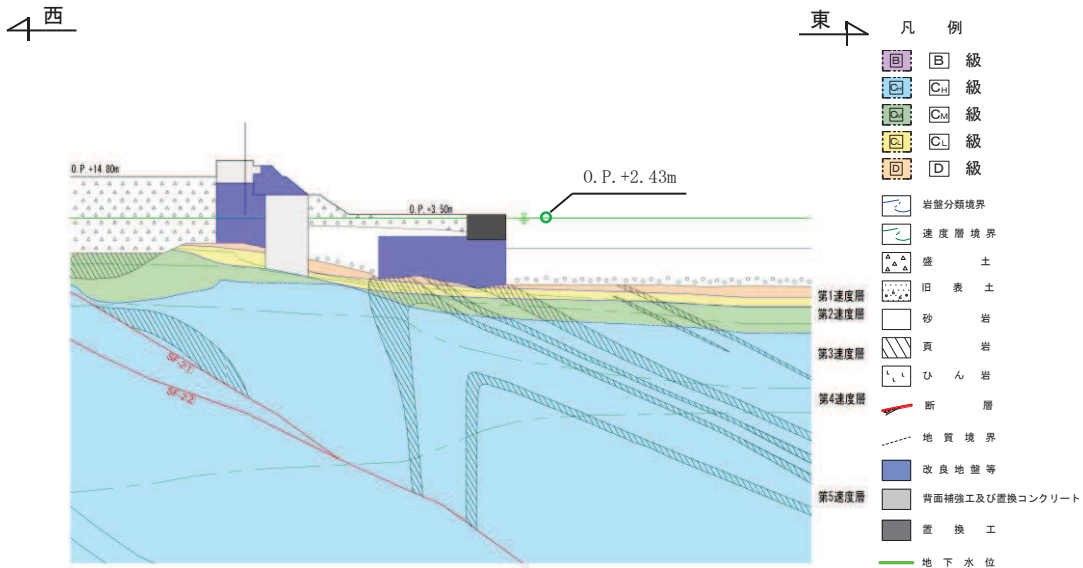 西
東
凡 例
B B 級
CH CH 級
CM CM 級
CL CL 級
D D 級
岩盤分類境界
速度層境界
盛 土
旧 表 土
砂 岩
頁 岩
ひ ん 岩
断 層
地 質 境 界
改 良 地 盤 等
背面補強工及び置換コンクリート
置 換 工
地 下 水 位
O.P.+14.80m
O.P.+3.50m
O.P.+2.43m
第1速度層
第2速度層
第3速度層
第4速度層
第5速度層
SF-2①
SF-2②